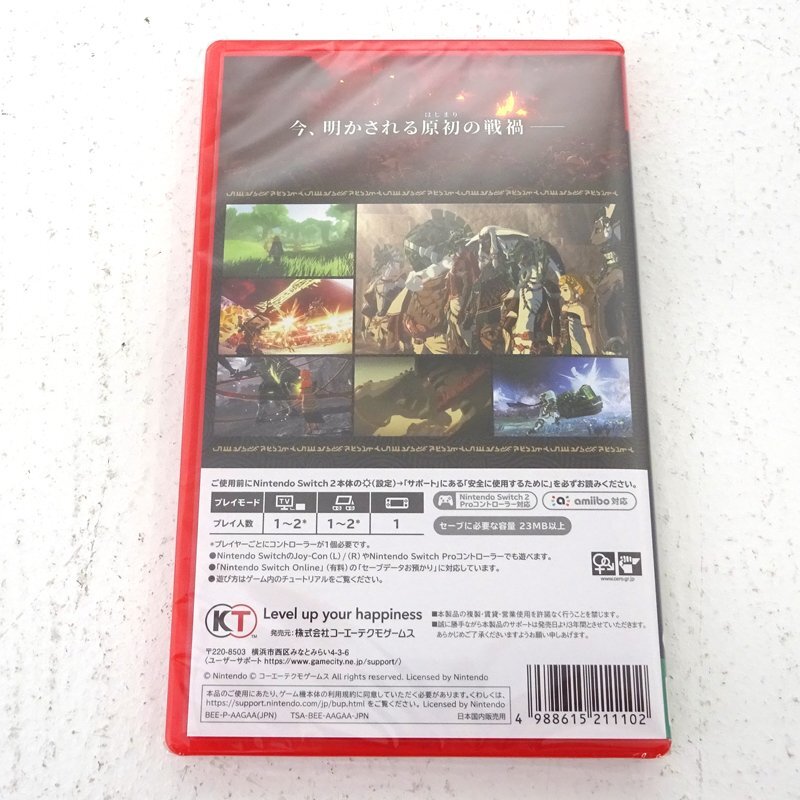 はじまり
今、明かされる原初の戦禍――
ご使用前にNintendo Switch 2本体の(設定)→「サポート」にある「安全に使用するために」を必ずお読みください。
プレイモード TV
プレイ人数 1～2* 1～2* 1
Nintendo Switch 2
Proコントローラー対応
amiibo 対応
セーブに必要な容量 23MB以上
*プレイヤーごとにコントローラーが1個必要です。
●Nintendo SwitchのJoy-Con (L) / (R) やNintendo Switch Proコントローラーでも遊べます。
●「Nintendo Switch Online」(有料) の「セーブデータお預かり」に対応しています。
●遊び方はゲーム内のチュートリアルをご覧ください。
www.cero.gr.jp
KT Level up your happiness
発売元: 株式会社コーエーテクモゲームス
〒220-8503 横浜市西区みなとみらい4-3-6
〈ユーザーサポート https://www.gamecity.ne.jp/support/〉
■本製品の複製・賃貸・営業使用を許諾なく行うことを禁じます。
■誠に勝手ながら本製品のサポートは発売日より3年間とさせていただきます。
あらかじめご了承くださいますようお願い申しあげます。
© Nintendo © コーエーテクモゲームス All rights reserved. Licensed by Nintendo
本品のご使用にあたり、ゲーム機本体の利用規約に同意していただく必要があります。くわしくは、
https://support.nintendo.com/jp/bup.html をご覧ください。Licensed by Nintendo
BEE-P-AAGAA(JPN) TSA-BEE-AAGAA-JPN 日本国内販売用
4 988615 211102